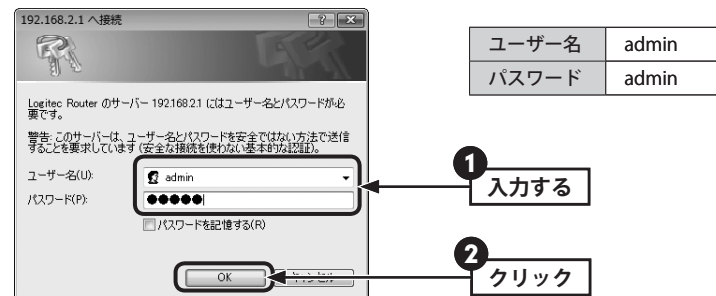 192.168.2.1 へ接続
Logitec Router のサーバー 192.168.2.1 にはユーザー名とパスワードが必
要です。
警告: このサーバーは、ユーザー名とパスワードを安全ではない方法で送信
することを要求しています (安全な接続を使わない基本的な認証)。
ユーザー名(U):
admin
パスワード(P):
●●●●●
パスワードを記憶する(R)
OK
キャンセル
ユーザー名 admin
パスワード admin
1
入力する
2
クリック